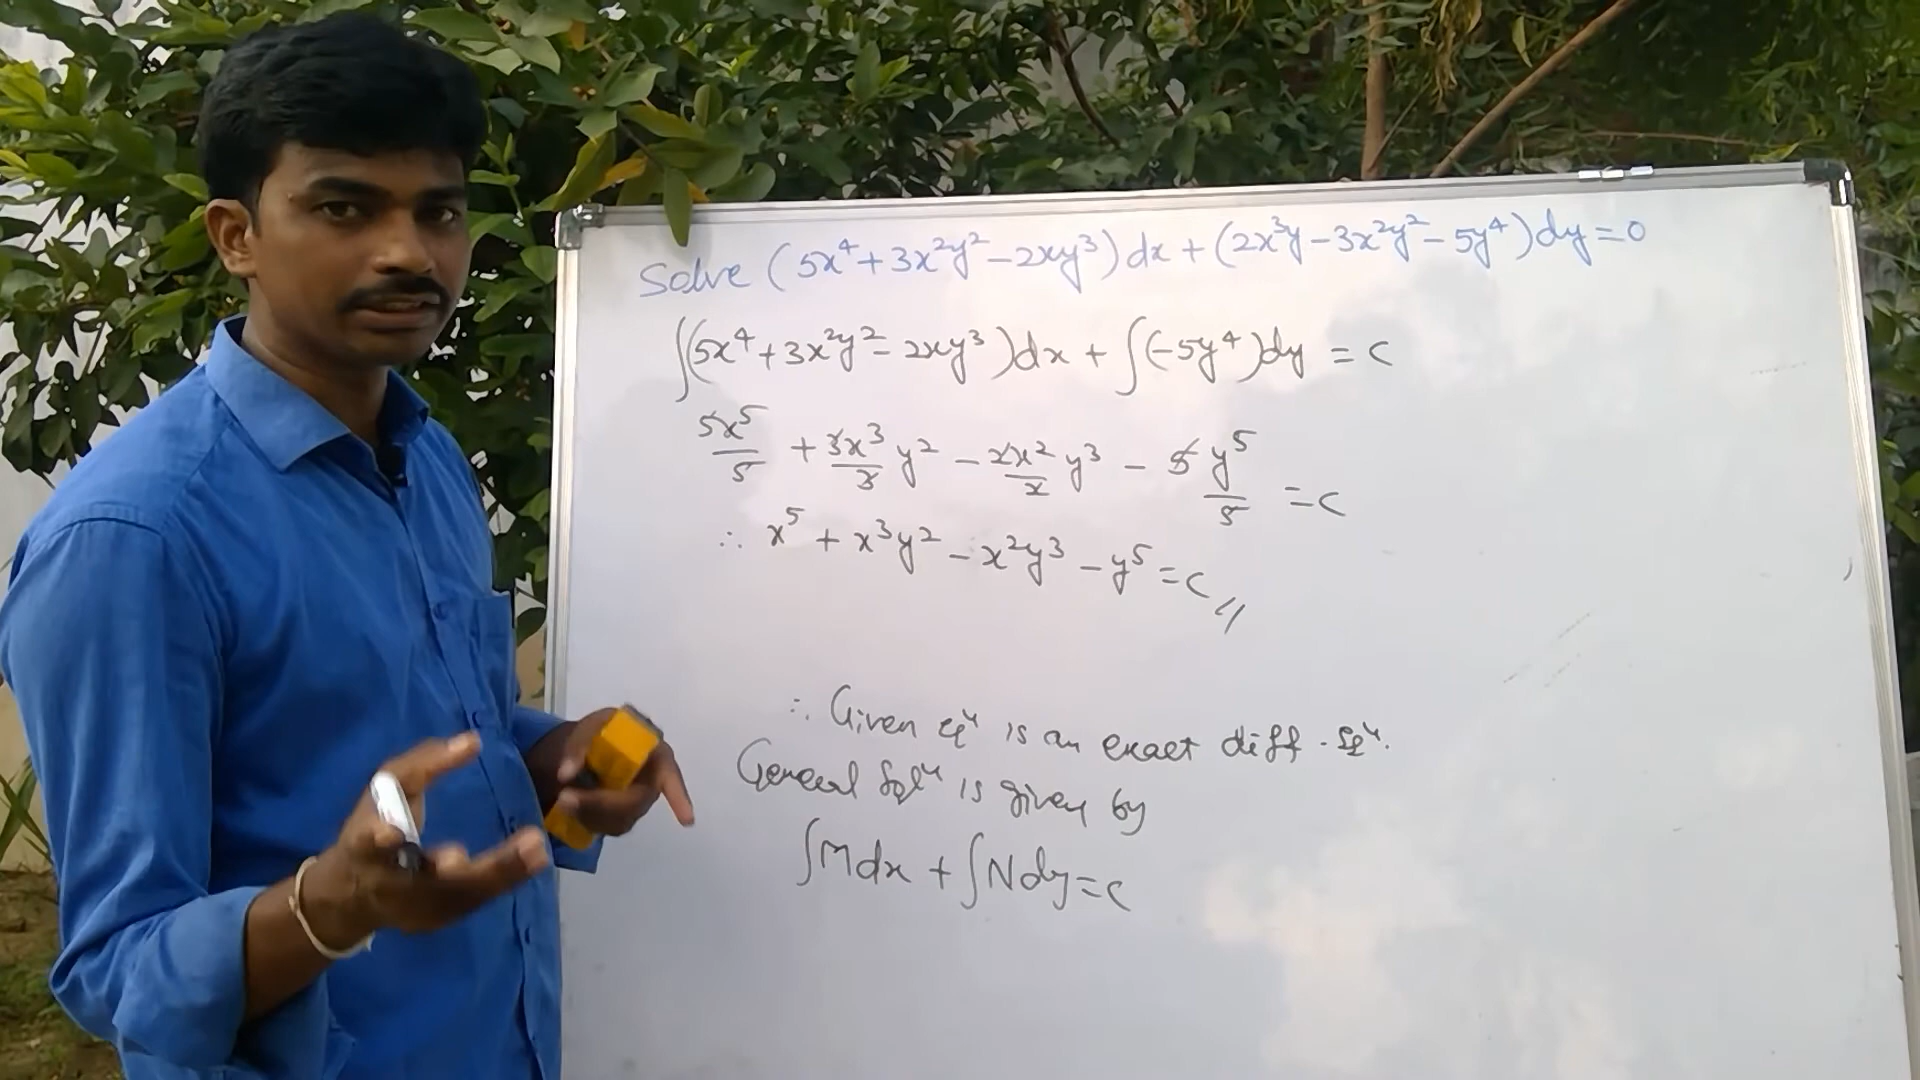 Solve (5x⁴+3x²y²-2xy³)dx+(2x³y-3x²y²-5y⁴)dy=0
∫(5x⁴+3x²y²-2xy³)dx+∫(-5y⁴)dy=c
5x⁵/5+3x³/3 y²-2x²/2 y³-5y⁵/5=c
∴ x⁵+x³y²-x²y³-y⁵=c//
∴ Given eqⁿ is an exact diff. Eqⁿ.
General Solⁿ is given by
∫Mdx+∫Ndy=c